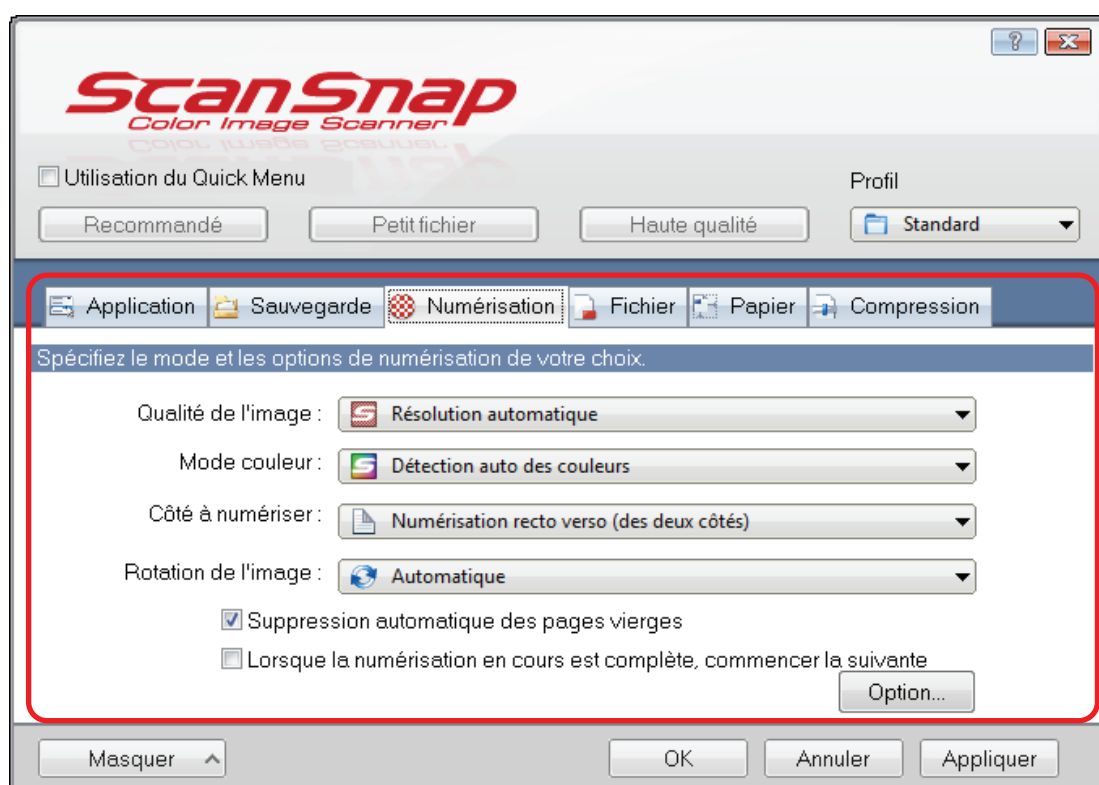 ScanSnap
Color Image Scanner
Utilisation du Quick Menu
Profil
Recommandé
Petit fichier
Haute qualité
Standard
Application
Sauvegarde
Numérisation
Fichier
Papier
Compression
Spécifiez le mode et les options de numérisation de votre choix.
Qualité de l'image : Résolution automatique
Mode couleur : Détection auto des couleurs
Côté à numériser : Numérisation recto verso (des deux côtés)
Rotation de l'image : Automatique
Suppression automatique des pages vierges
Lorsque la numérisation en cours est complète, commencer la suivante
Option...
Masquer
OK
Annuler
Appliquer